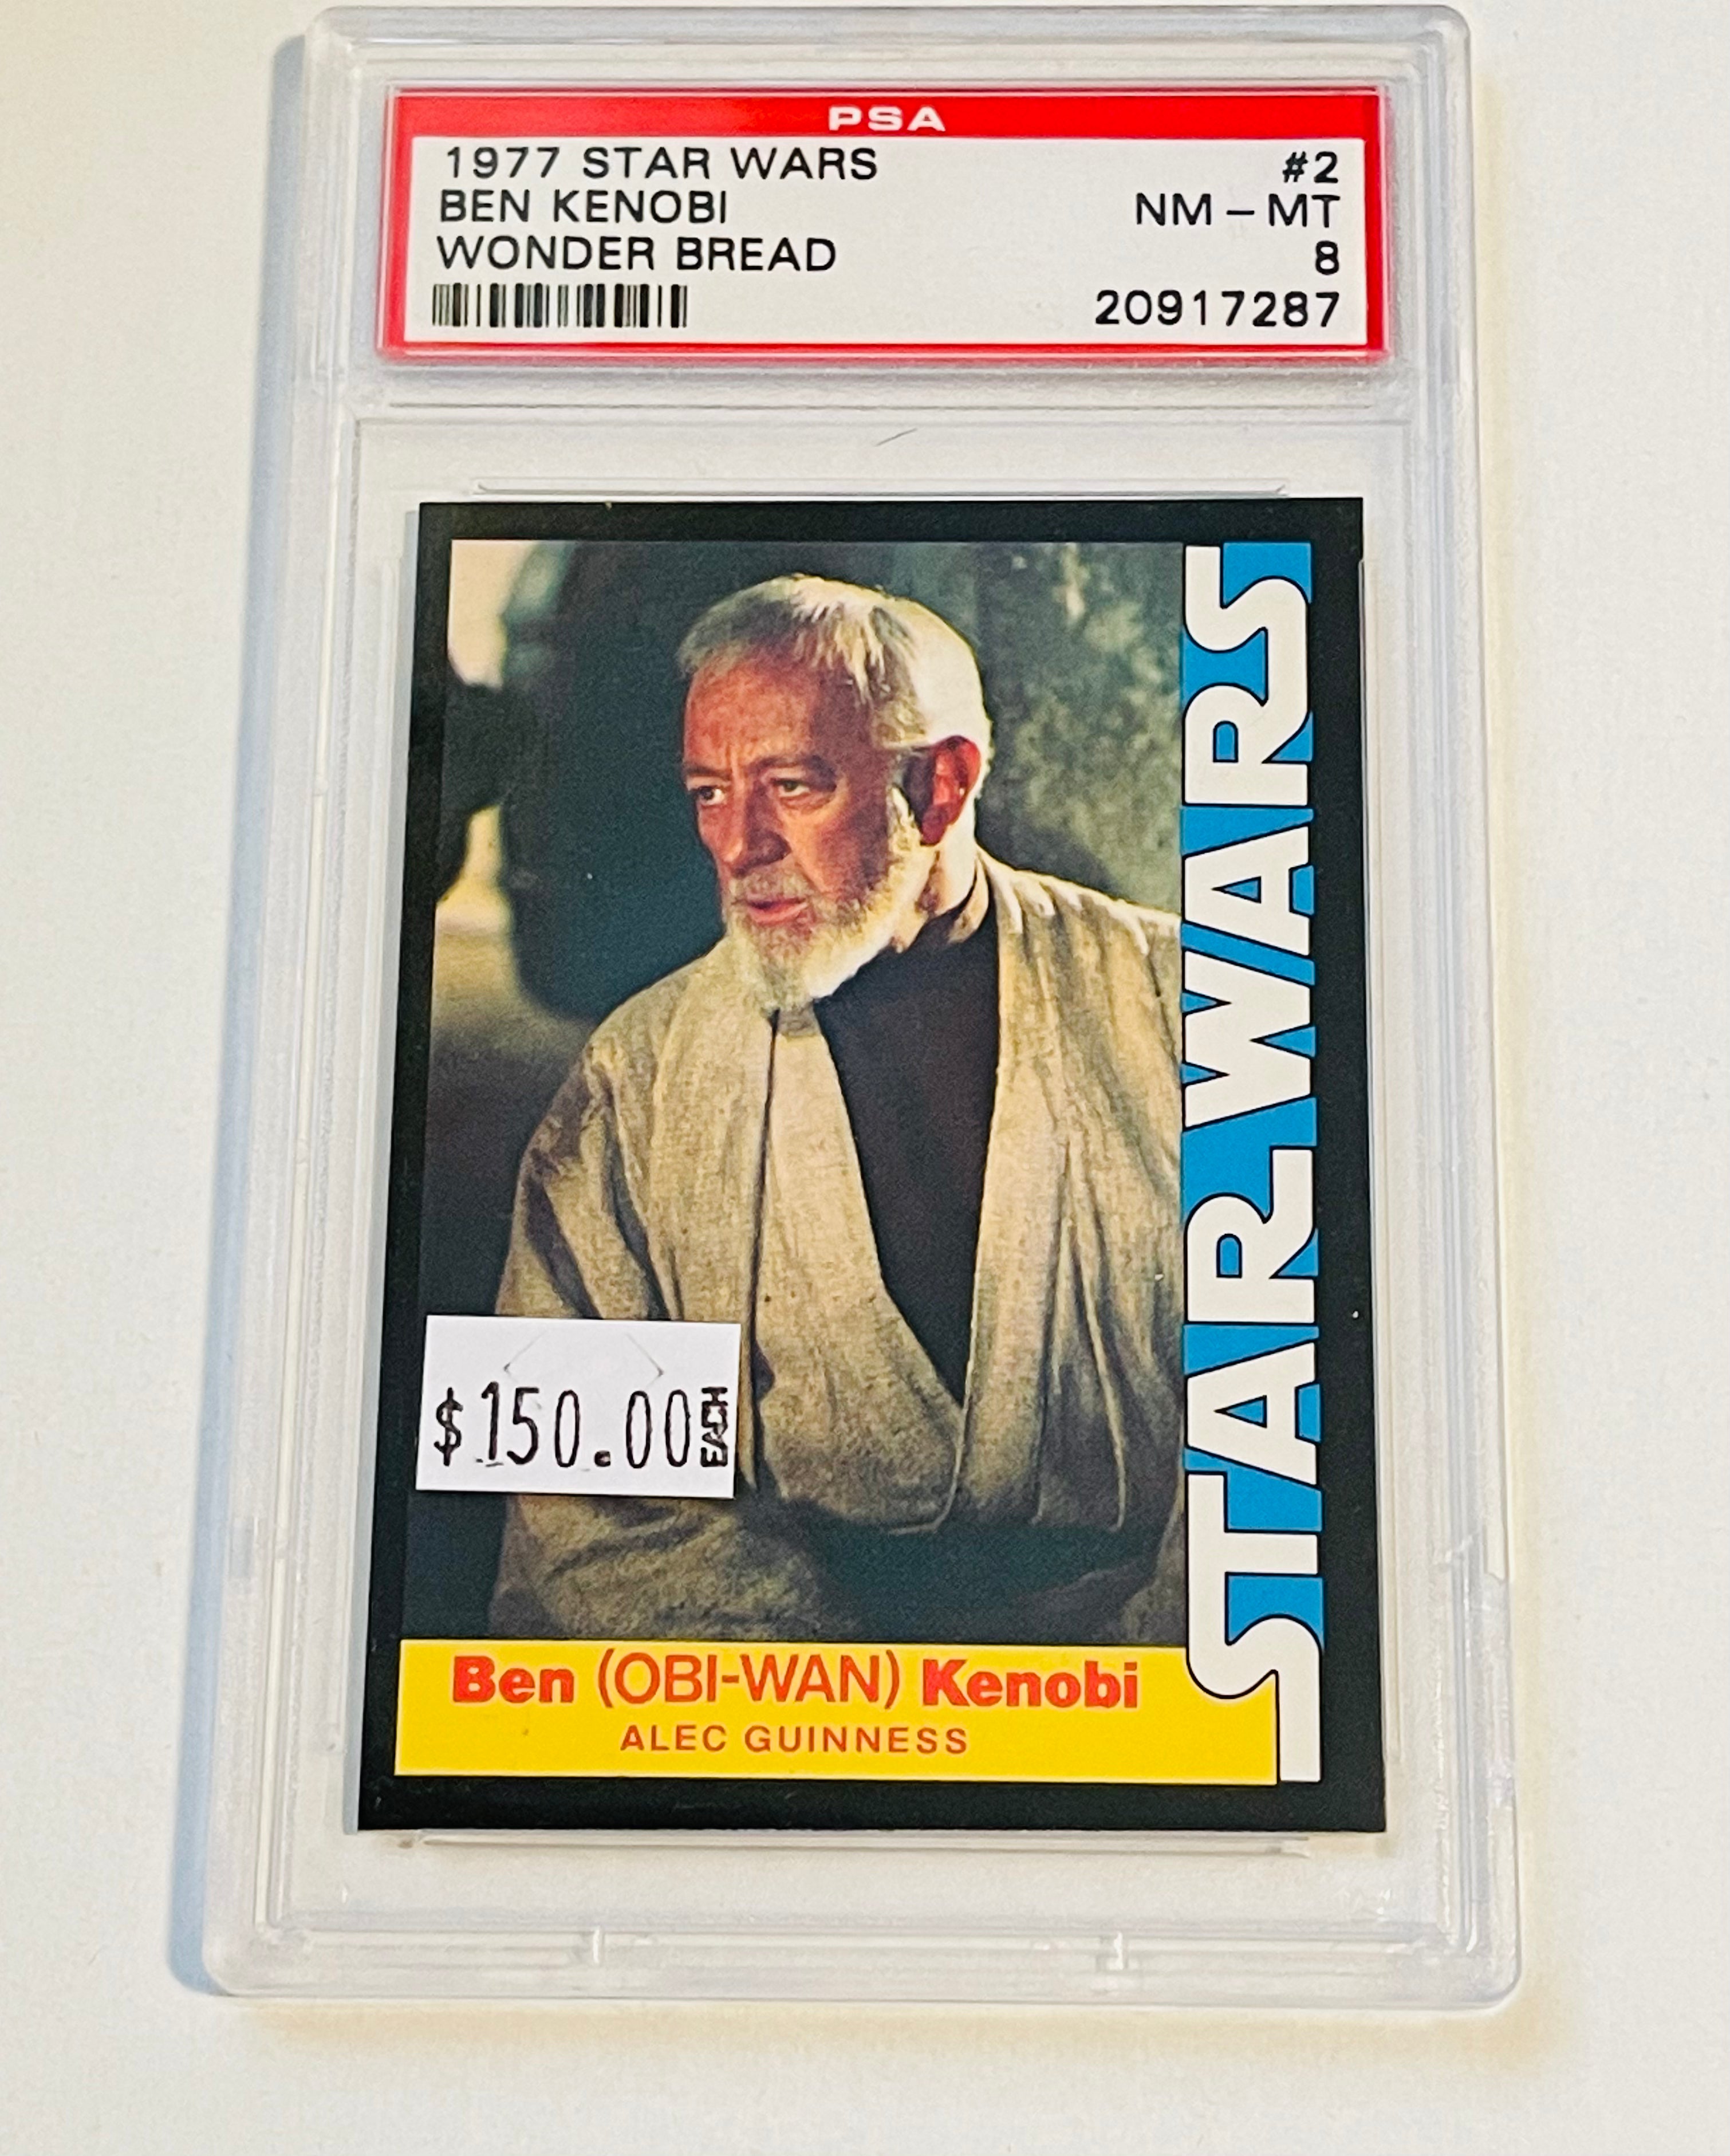 PSA
1977 STAR WARS #2
BEN KENOBI NM - MT
WONDER BREAD 8
20917287
STAR WARS
$150.00 EACH
Ben (OBI-WAN) Kenobi
ALEC GUINNESS